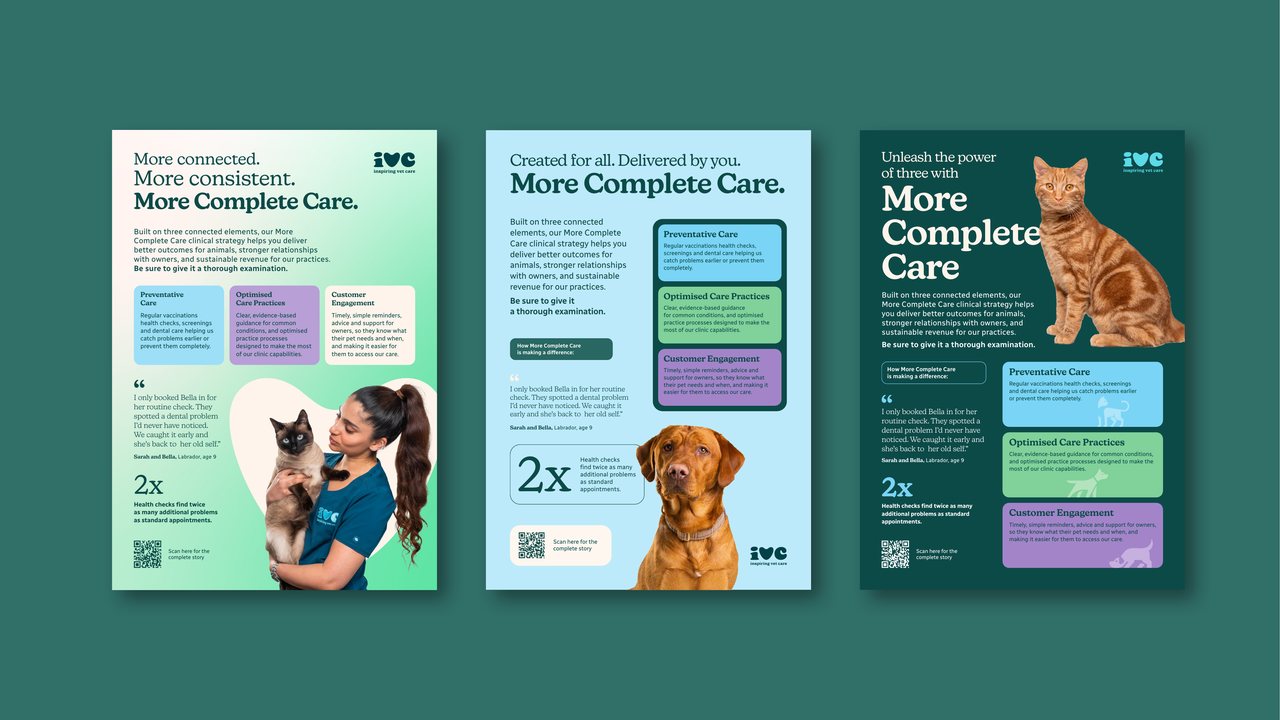 More connected.
More consistent.
More Complete Care.
ivc
inspiring vet care
Built on three connected elements, our More
Complete Care clinical strategy helps you deliver
better outcomes for animals, stronger relationships
with owners, and sustainable revenue for our practices.
Be sure to give it a thorough examination.
Preventative
Care
Regular vaccinations
health checks, screenings
and dental care helping us
catch problems earlier or
prevent them completely.
Optimised
Care Practices
Clear, evidence-based
guidance for common
conditions, and optimised
practice processes
designed to make the most
of our clinic capabilities.
Customer
Engagement
Timely, simple reminders,
advice and support for
owners, so they know what
their pet needs and when,
and making it easier for
them to access our care.
“
I only booked Bella in for
her routine check. They
spotted a dental problem
I'd never have noticed.
We caught it early and
she's back to her old self."
Sarah and Bella, Labrador, age 9
2x
Health checks find twice
as many additional problems
as standard appointments.
Scan here for the
complete story
ivc
inspiring vet care
Created for all. Delivered by you.
More Complete Care.
Built on three connected
elements, our More Complete
Care clinical strategy helps you
deliver better outcomes for
animals, stronger relationships
with owners, and sustainable
revenue for our practices.
Be sure to give it
a thorough examination.
How More Complete Care
is making a difference:
“
I only booked Bella in for her routine
check. They spotted a dental problem
I'd never have noticed. We caught it
early and she's back to her old self."
Sarah and Bella, Labrador, age 9
2x
Health checks
find twice as many
additional problems
as standard
appointments.
Scan here for the
complete story
Preventative Care
Regular vaccinations health checks,
screenings and dental care helping us
catch problems earlier or prevent them
completely.
Optimised Care Practices
Clear, evidence-based guidance
for common conditions, and optimised
practice processes designed to make the
most of our clinic capabilities.
Customer Engagement
Timely, simple reminders, advice and
support for owners, so they know what
their pet needs and when, and making it
easier for them to access our care.
ivc
inspiring vet care
Unleash the power
of three with
More
Complete
Care
ivc
inspiring vet care
Built on three connected elements, our
More Complete Care clinical strategy helps
you deliver better outcomes for animals,
stronger relationships with owners, and
sustainable revenue for our practices.
Be sure to give it a thorough examination.
How More Complete Care
is making a difference:
“
I only booked Bella in for her
routine check. They spotted a
dental problem I'd never have
noticed. We caught it early and
she's back to her old self."
Sarah and Bella, Labrador, age 9
2x
Health checks find twice as many
additional problems as standard
appointments.
Scan here for the
complete story
Preventative Care
Regular vaccinations health checks, screenings
and dental care helping us catch problems earlier
or prevent them completely.
Optimised Care Practices
Clear, evidence-based guidance for common conditions,
and optimised practice processes designed to make the
most of our clinic capabilities.
Customer Engagement
Timely, simple reminders, advice and support for owners,
so they know what their pet needs and when, and
making it easier for them to access our care.